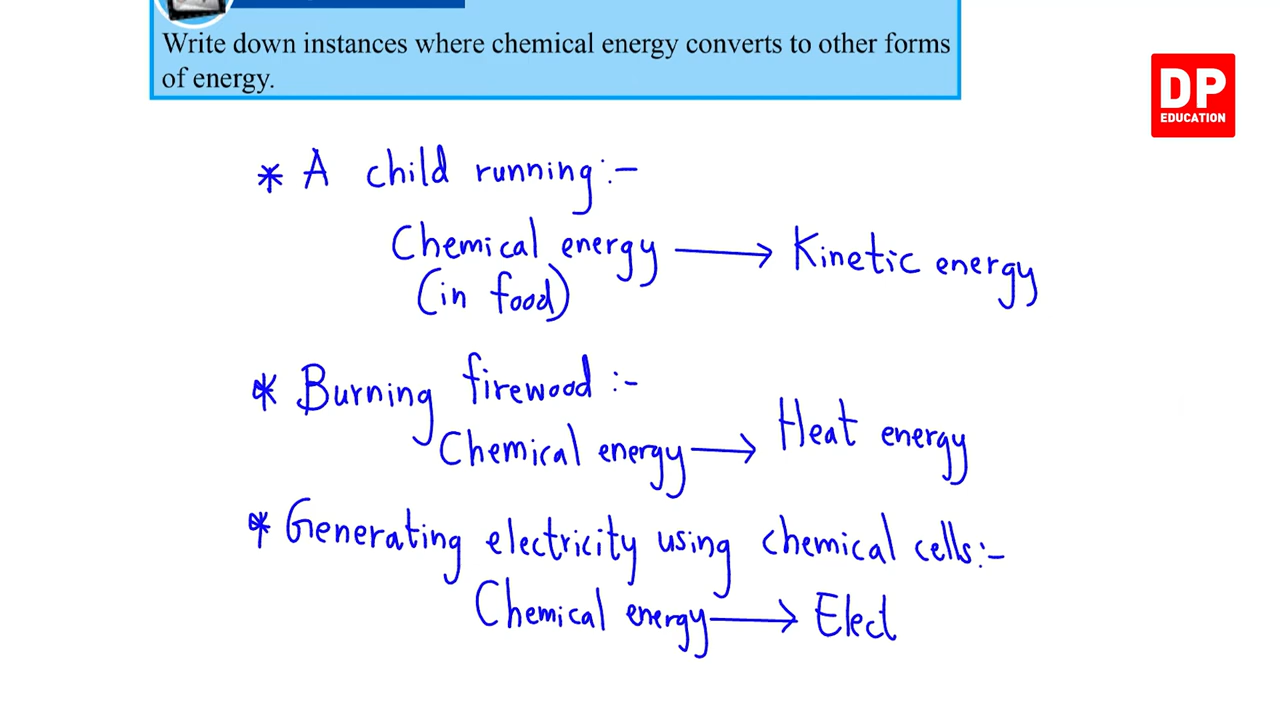 Write down instances where chemical energy converts to other forms
of energy.
DP
EDUCATION
* A child running:-
Chemical energy → Kinetic energy
(in food)
* Burning firewood :-
Chemical energy → Heat energy
* Generating electricity using chemical cells:-
Chemical energy → Elect